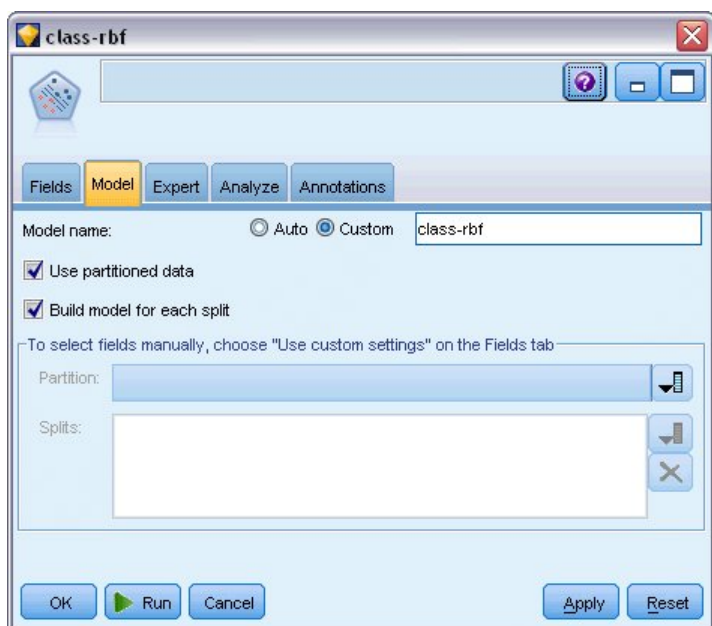 class-rbf
Fields Model Expert Analyze Annotations
Model name: Auto Custom class-rbf
Use partitioned data
Build model for each split
To select fields manually, choose "Use custom settings" on the Fields tab
Partition:
Splits:
OK Run Cancel Apply Reset